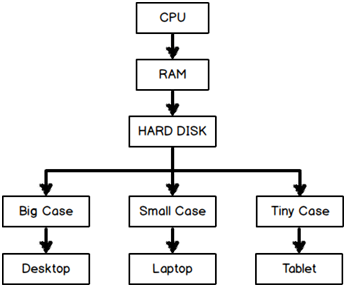 CPU
RAM
HARD DISK
Big Case
Small Case
Tiny Case
Desktop
Laptop
Tablet